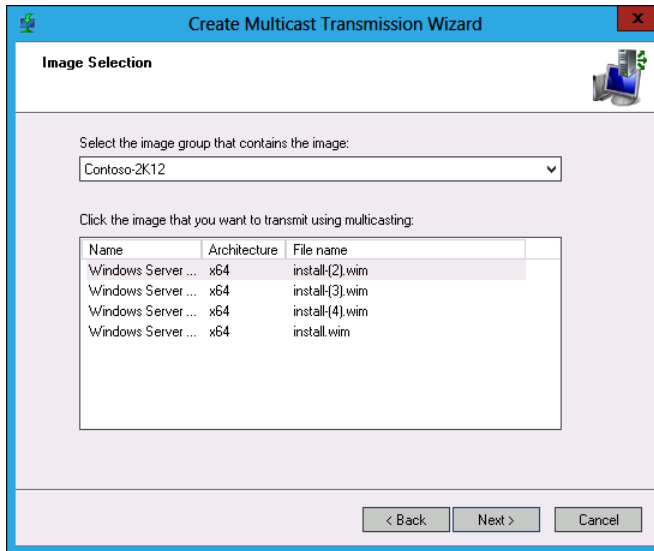 Create Multicast Transmission Wizard
x
Image Selection
Select the image group that contains the image:
Contoso-2K12
Click the image that you want to transmit using multicasting:
Name Architecture File name
Windows Server ... x64 install-(2).wim
Windows Server ... x64 install-(3).wim
Windows Server ... x64 install-(4).wim
Windows Server ... x64 install.wim
< Back Next > Cancel